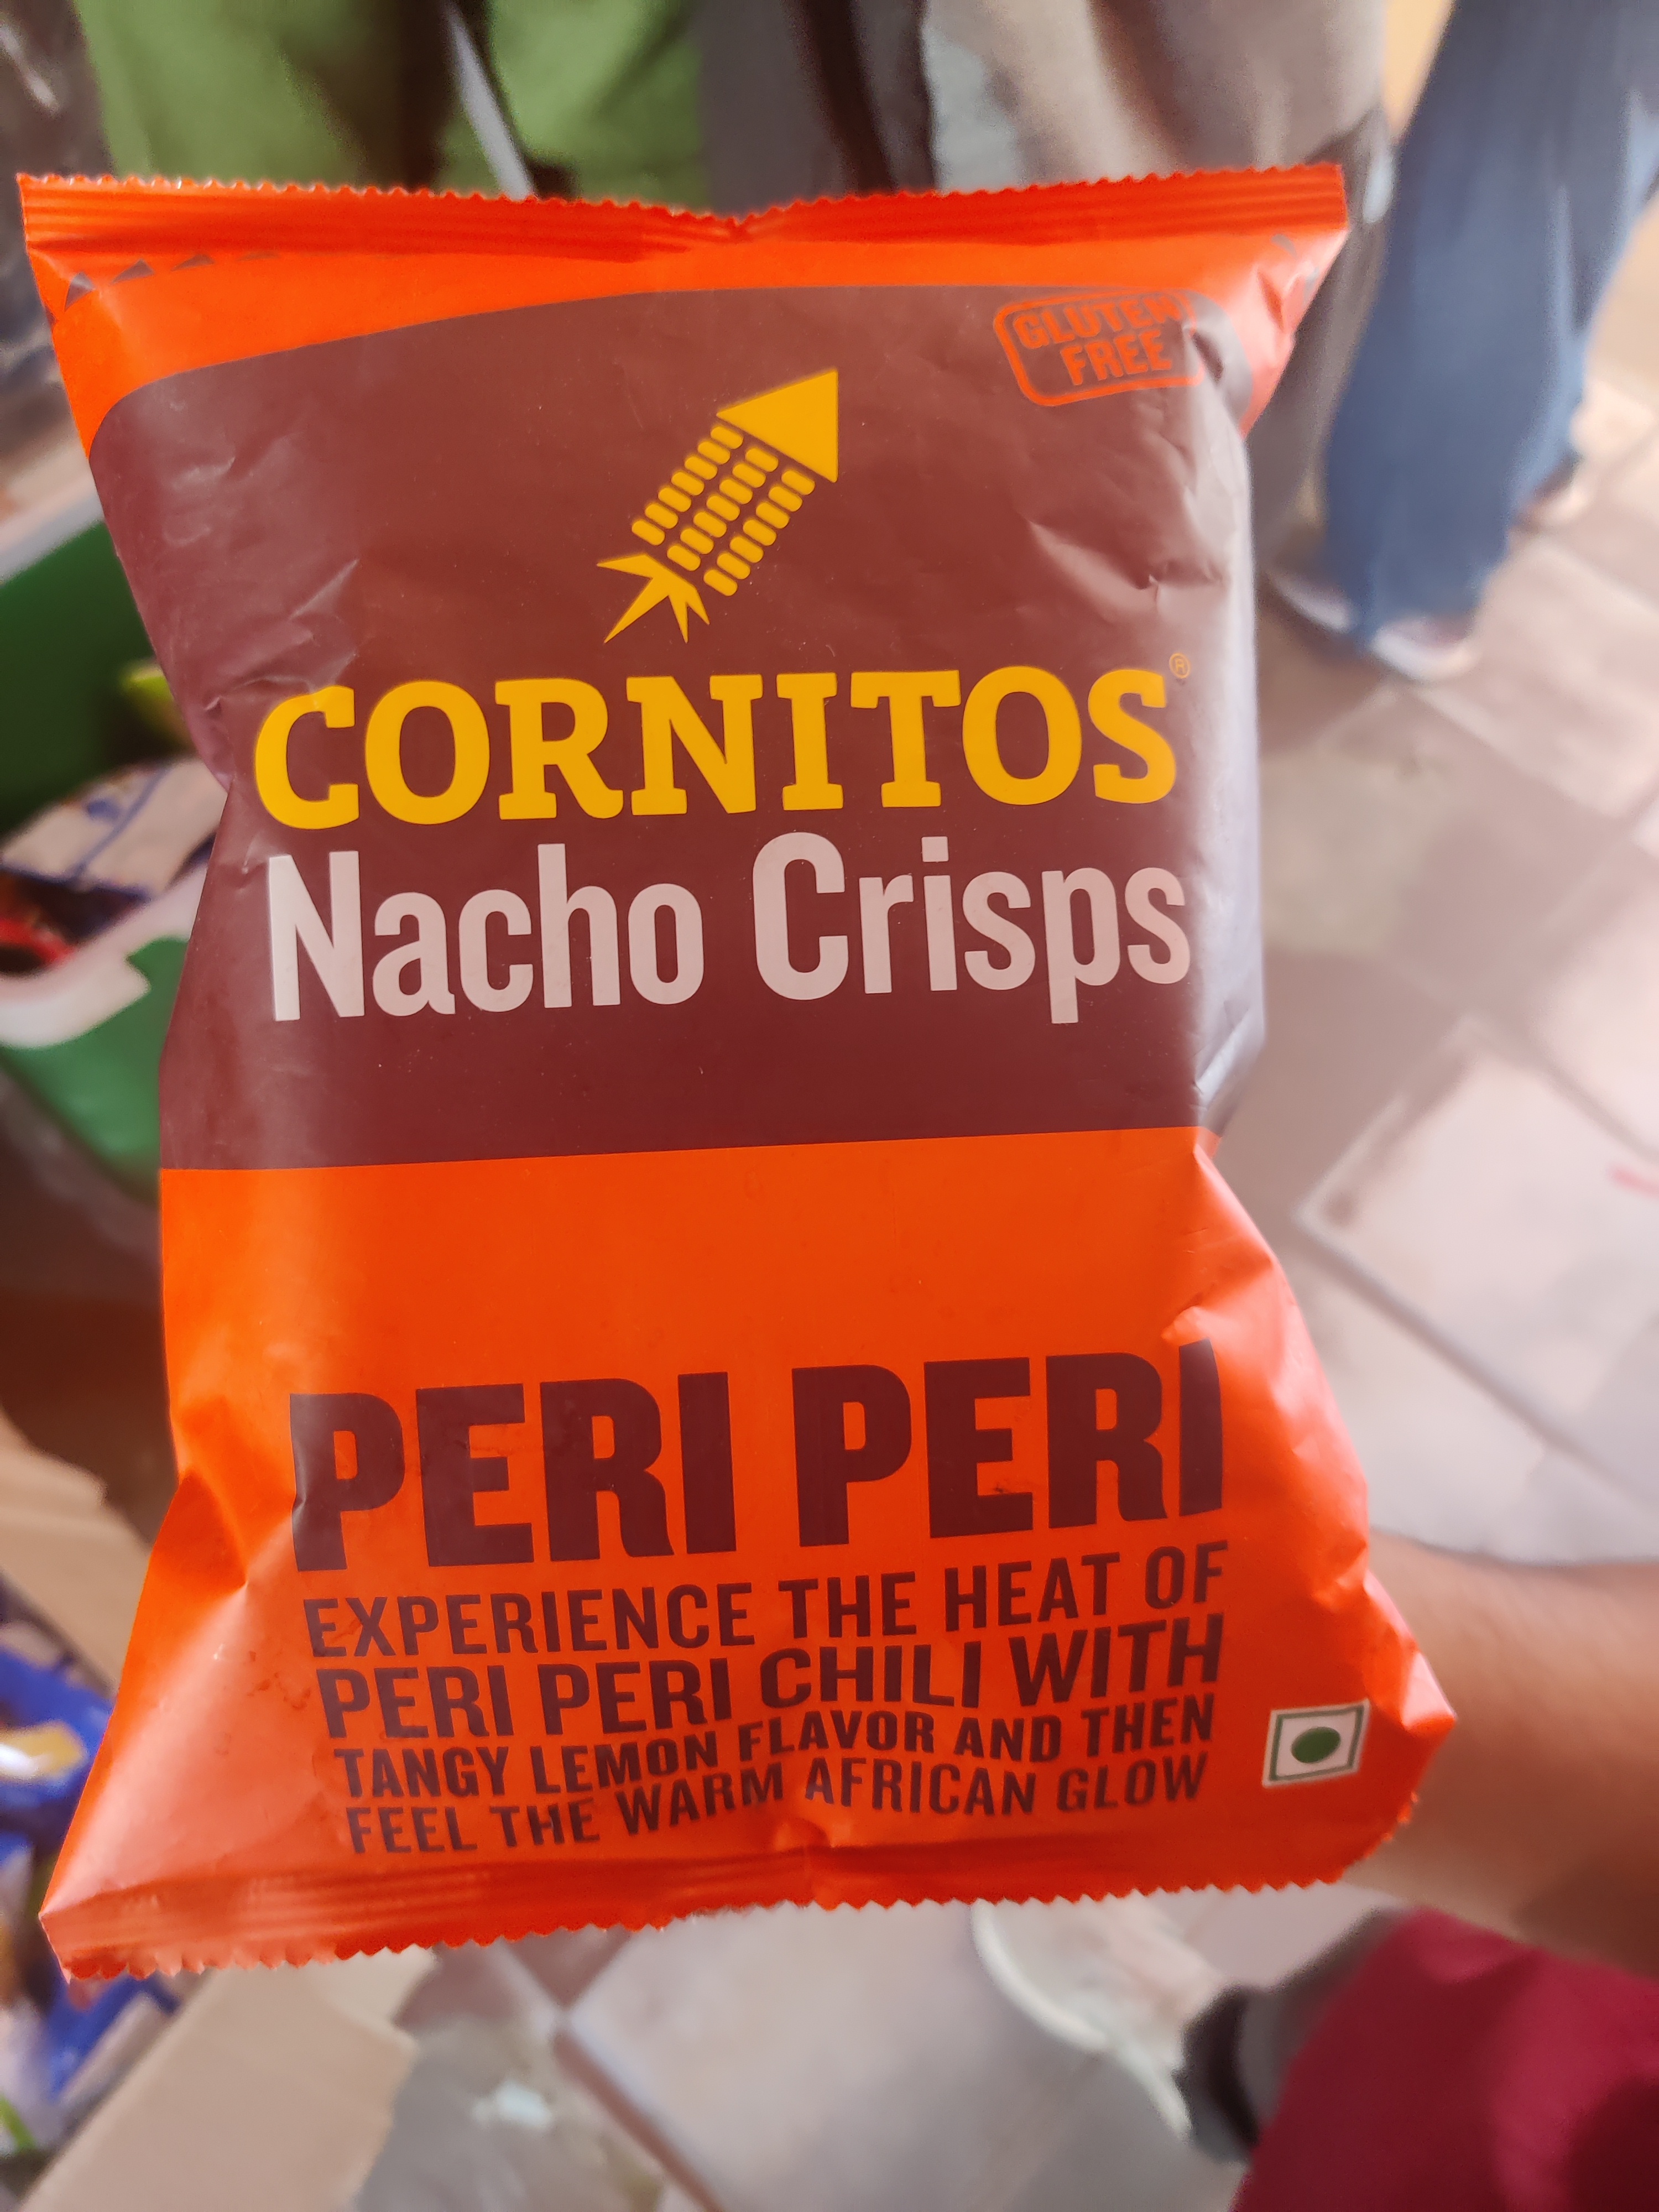 GLUTEN
FREE
CORNITOS®
Nacho Crisps
PERI PERI
EXPERIENCE THE HEAT OF
PERI PERI CHILI WITH
TANGY LEMON FLAVOR AND THEN
FEEL THE WARM AFRICAN GLOW